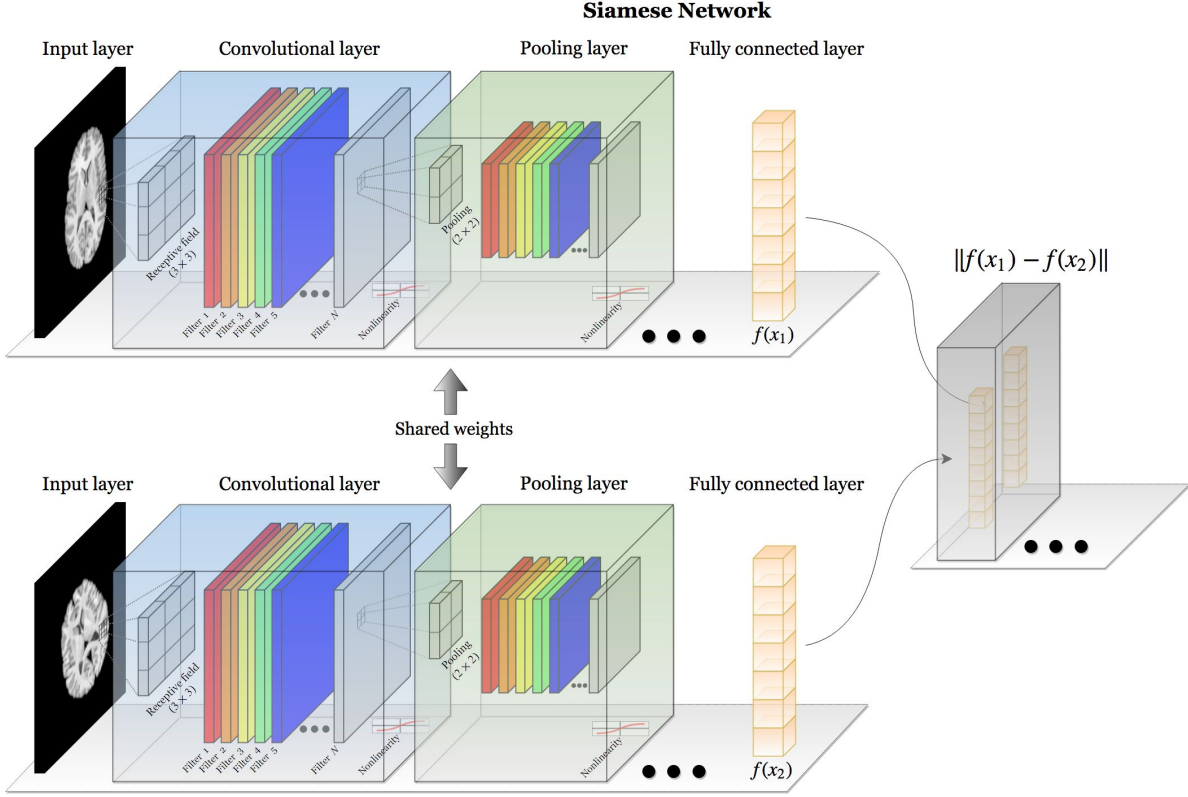 Siamese Network
Input layer
Convolutional layer
Pooling layer
Fully connected layer
Receptive field
(3 × 3)
Filter 1
Filter 2
Filter 3
Filter 4
Filter 5
Filter N
Nonlinearity
Pooling
(2 × 2)
Nonlinearity
f(x₁)
‖f(x₁) − f(x₂)‖
Shared weights
Input layer
Convolutional layer
Pooling layer
Fully connected layer
Receptive field
(3 × 3)
Filter 1
Filter 2
Filter 3
Filter 4
Filter 5
Filter N
Nonlinearity
Pooling
(2 × 2)
Nonlinearity
f(x₂)